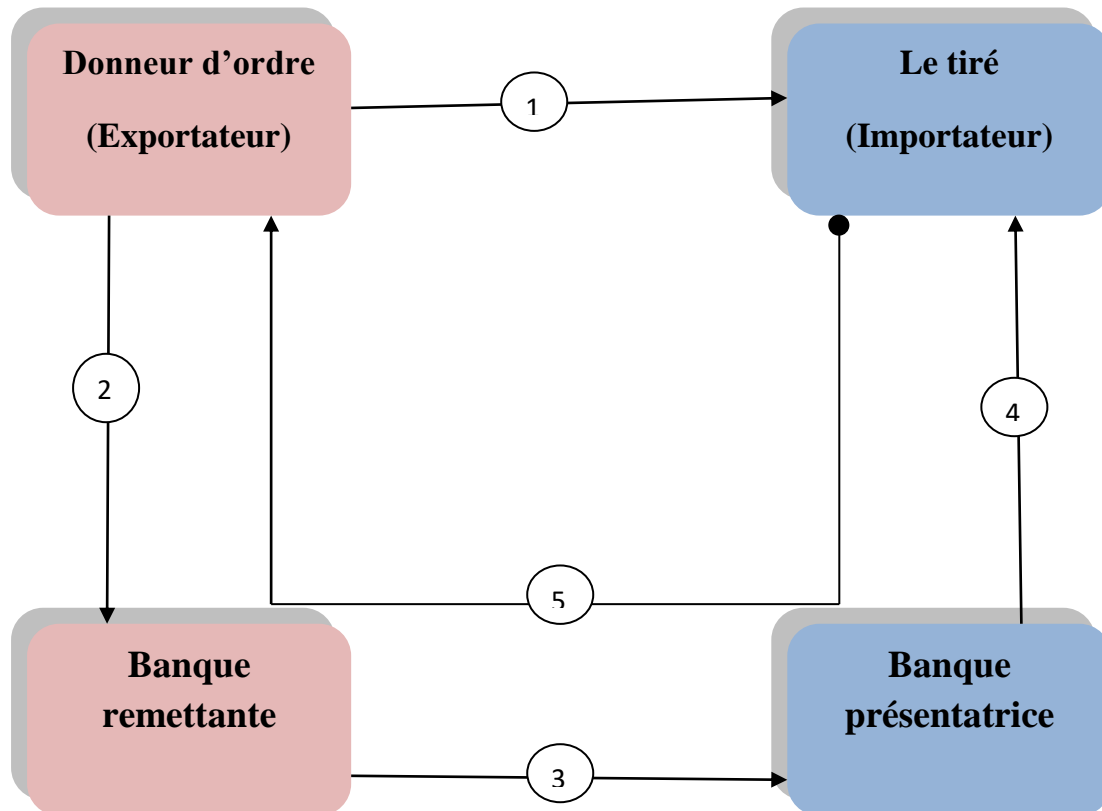 Donneur d’ordre
(Exportateur)
1
Le tiré
(Importateur)
2
4
5
Banque
remettante
3
Banque
présentatrice